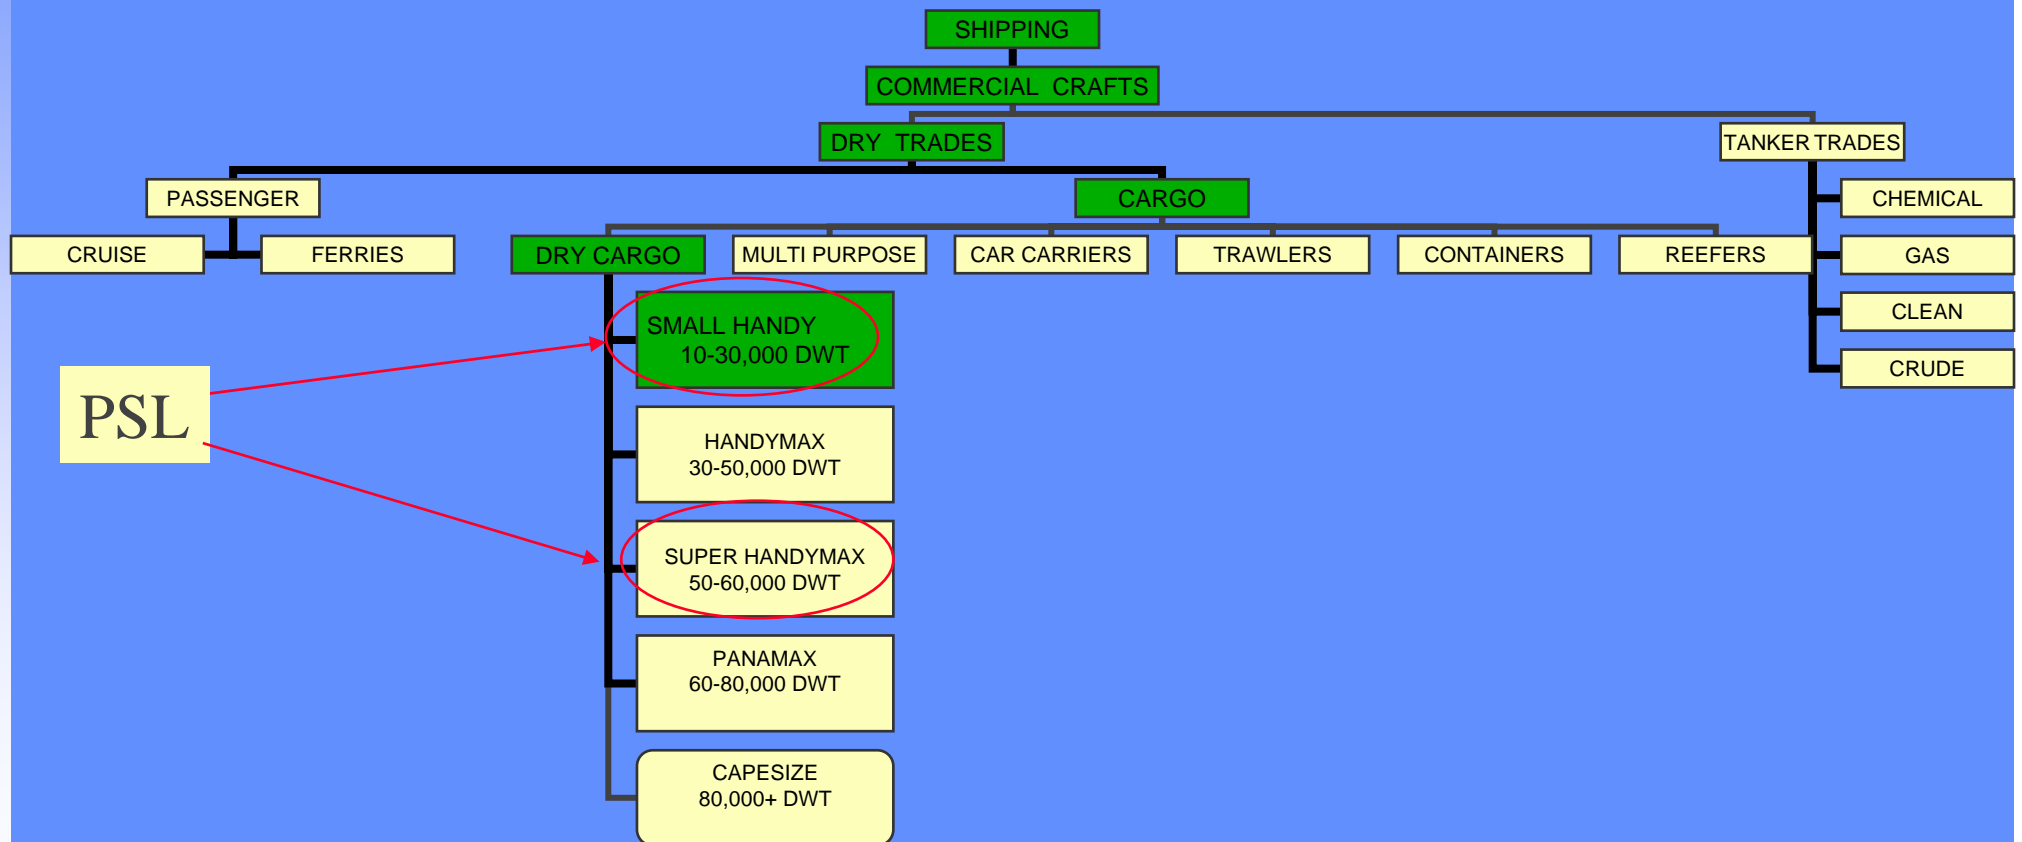 SHIPPING
COMMERCIAL CRAFTS
DRY TRADES
TANKER TRADES
PASSENGER
CARGO
CHEMICAL
CRUISE
FERRIES
DRY CARGO
MULTI PURPOSE
CAR CARRIERS
TRAWLERS
CONTAINERS
REEFERS
GAS
CLEAN
CRUDE
SMALL HANDY
10-30,000 DWT
PSL
HANDYMAX
30-50,000 DWT
SUPER HANDYMAX
50-60,000 DWT
PANAMAX
60-80,000 DWT
CAPESIZE
80,000+ DWT